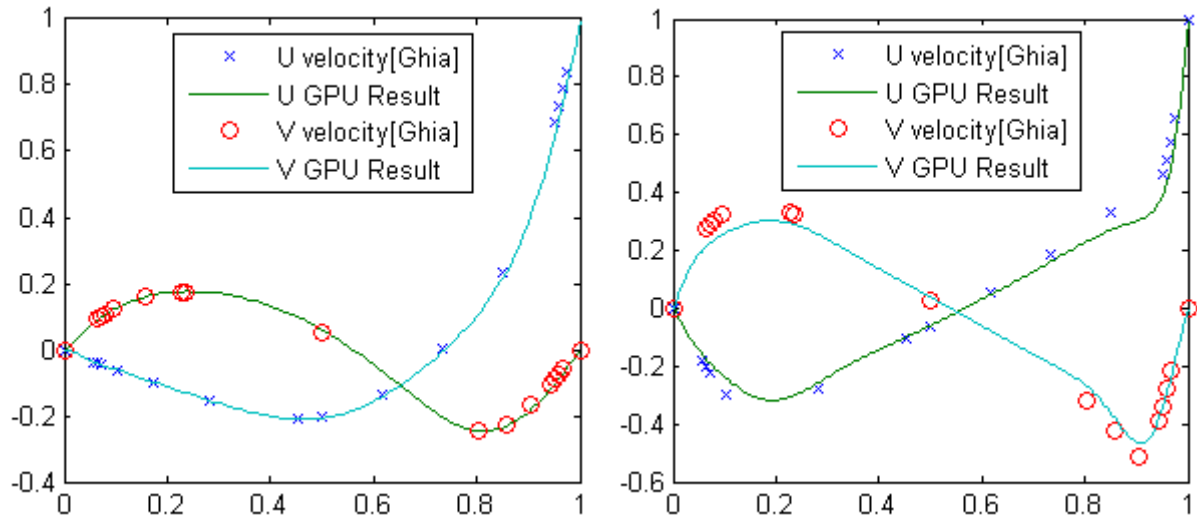 1
0.8
0.6
0.4
0.2
0
-0.2
-0.4
0 0.2 0.4 0.6 0.8 1
U velocity[Ghia]
U GPU Result
V velocity[Ghia]
V GPU Result
1
0.8
0.6
0.4
0.2
0
-0.2
-0.4
-0.6
0 0.2 0.4 0.6 0.8 1
U velocity[Ghia]
U GPU Result
V velocity[Ghia]
V GPU Result